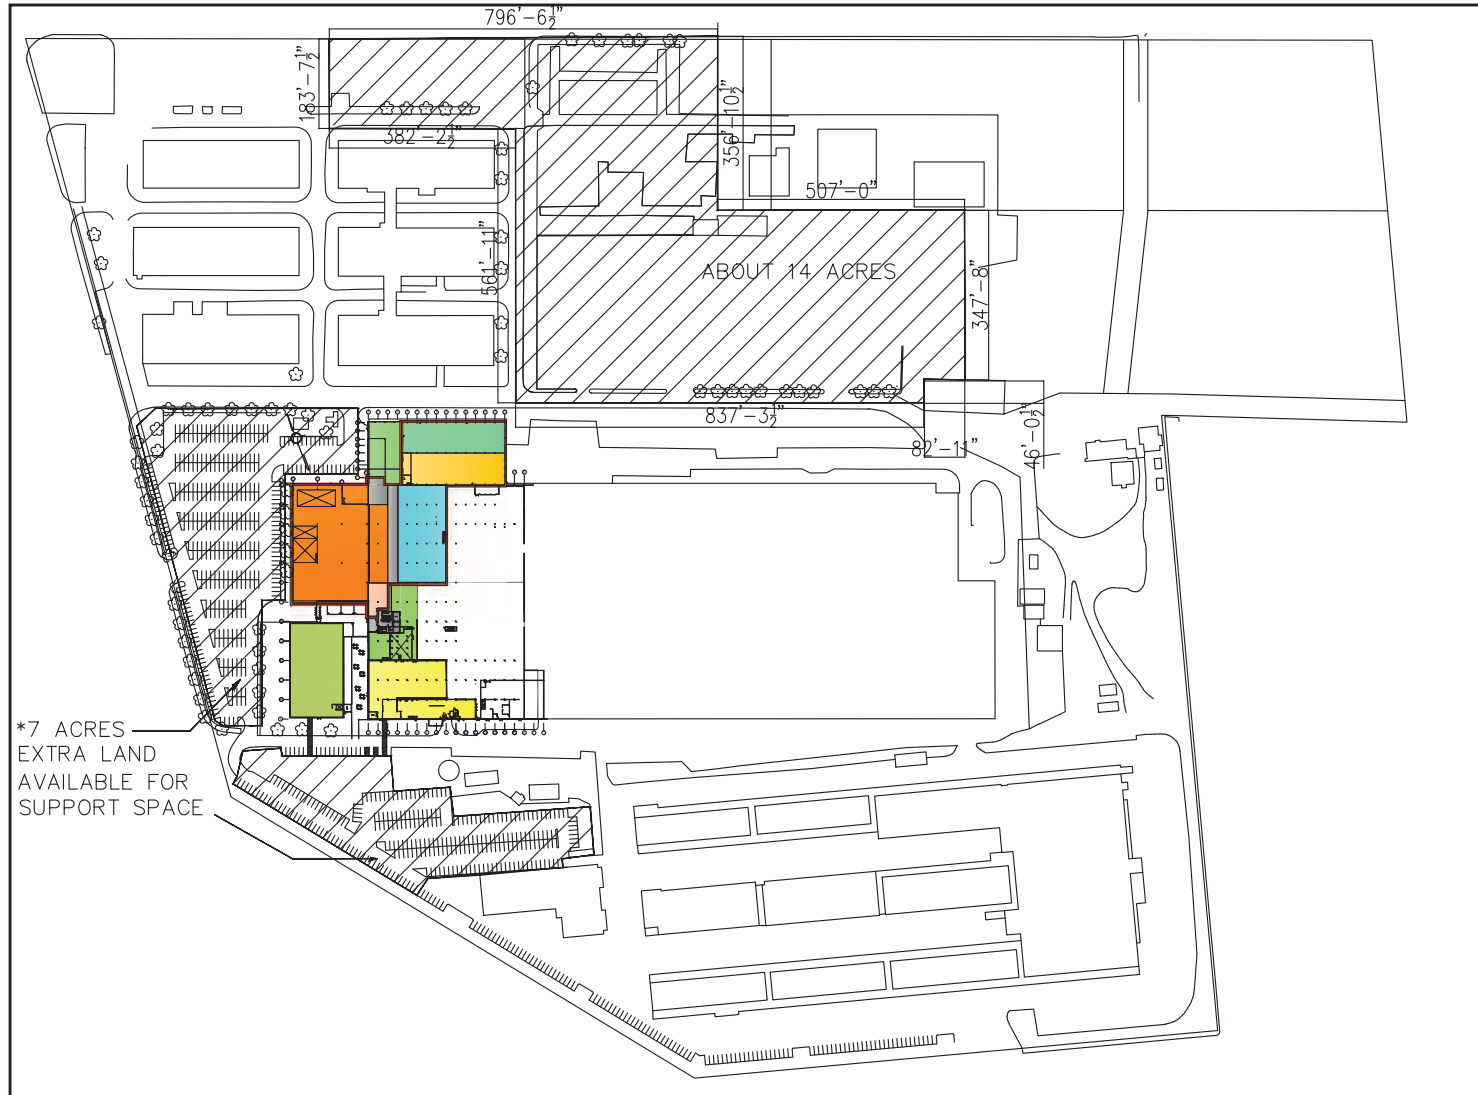 796'-6½"
183'-7½"
382'-2½"
356'-10½"
507'-0"
561'-11"
ABOUT 14 ACRES
347'-8"
837'-3½"
82'-11"
46'-0½"
*7 ACRES
EXTRA LAND
AVAILABLE FOR
SUPPORT SPACE